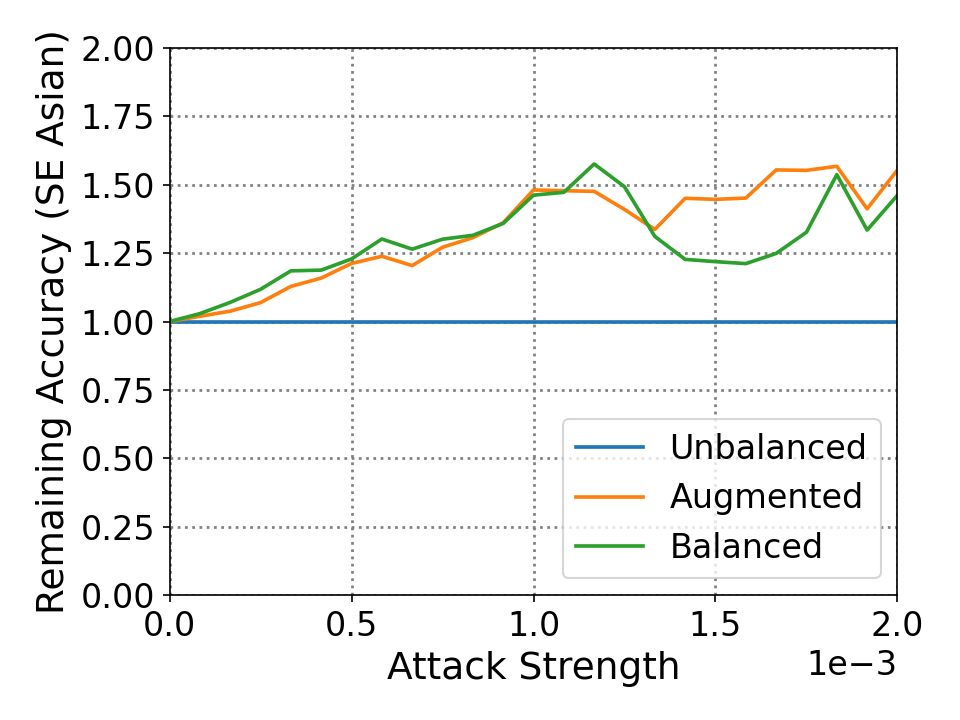 Remaining Accuracy (SE Asian)
2.00
1.75
1.50
1.25
1.00
0.75
0.50
0.25
0.00
0.0 0.5 1.0 1.5 2.0
Attack Strength
1e−3
Unbalanced
Augmented
Balanced